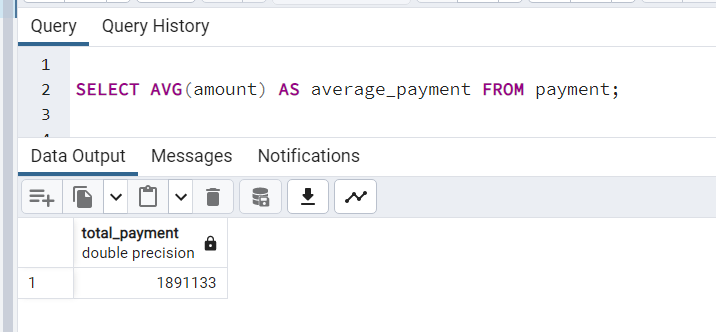 Query Query History
1
2 SELECT AVG(amount) AS average_payment FROM payment;
3
Data Output Messages Notifications
total_payment
double precision
1 1891133